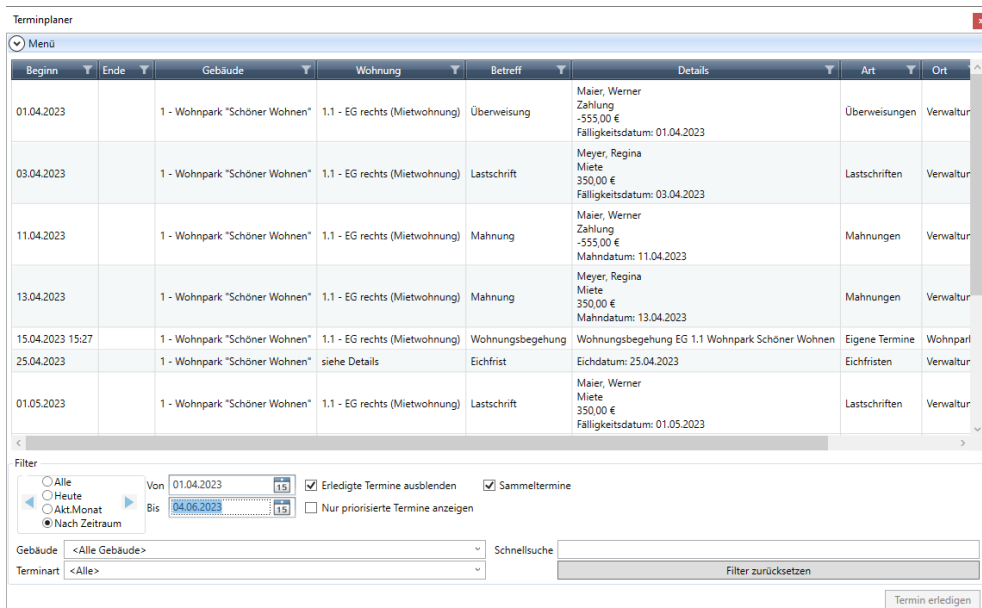 Terminplaner
Menü
Beginn Ende Gebäude Wohnung Betreff Details Art Ort
Maier, Werner
Zahlung
01.04.2023 1 - Wohnpark "Schöner Wohnen" 1.1 - EG rechts (Mietwohnung) Überweisung -555,00 € Überweisungen Verwaltun
Fälligkeitsdatum: 01.04.2023
Meyer, Regina
Miete
03.04.2023 1 - Wohnpark "Schöner Wohnen" 1.1 - EG rechts (Mietwohnung) Lastschrift 350,00 € Lastschriften Verwaltun
Fälligkeitsdatum: 03.04.2023
Maier, Werner
Zahlung
11.04.2023 1 - Wohnpark "Schöner Wohnen" 1.1 - EG rechts (Mietwohnung) Mahnung -555,00 € Mahnungen Verwaltun
Mahndatum: 11.04.2023
Meyer, Regina
Miete
13.04.2023 1 - Wohnpark "Schöner Wohnen" 1.1 - EG rechts (Mietwohnung) Mahnung 350,00 € Mahnungen Verwaltun
Mahndatum: 13.04.2023
15.04.2023 15:27 1 - Wohnpark "Schöner Wohnen" 1.1 - EG rechts (Mietwohnung) Wohnungsbegehung Wohnungsbegehung EG 1.1 Wohnpark Schöner Wohnen Eigene Termine Wohnpark
25.04.2023 1 - Wohnpark "Schöner Wohnen" siehe Details Eichfrist Eichdatum: 25.04.2023 Eichfristen Verwaltun
Maier, Werner
Miete
01.05.2023 1 - Wohnpark "Schöner Wohnen" 1.1 - EG rechts (Mietwohnung) Lastschrift 350,00 € Lastschriften Verwaltun
Fälligkeitsdatum: 01.05.2023
Filter
Alle
Heute
Akt.Monat
Nach Zeitraum
Von 01.04.2023 15 Erledigte Termine ausblenden Sammeltermine
Bis 04.06.2023 15 Nur priorisierte Termine anzeigen
Gebäude <Alle Gebäude> Schnellsuche
Terminart <Alle> Filter zurücksetzen
Termin erledigen